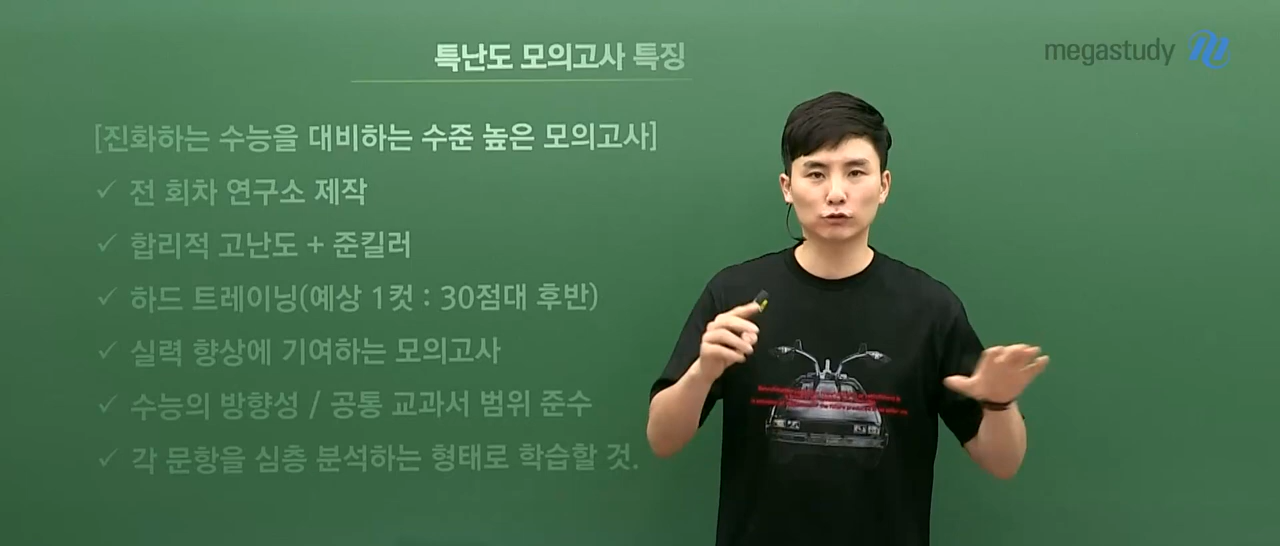 특난도 모의고사 특징
megastudy
[진화하는 수능을 대비하는 수준 높은 모의고사]
✓ 전 회차 연구소 제작
✓ 합리적 고난도 + 준킬러
✓ 하드 트레이닝(예상 1컷 : 30점대 후반)
✓ 실력 향상에 기여하는 모의고사
✓ 수능의 방향성 / 공통 교과서 범위 준수
✓ 각 문항을 심층 분석하는 형태로 학습할 것.